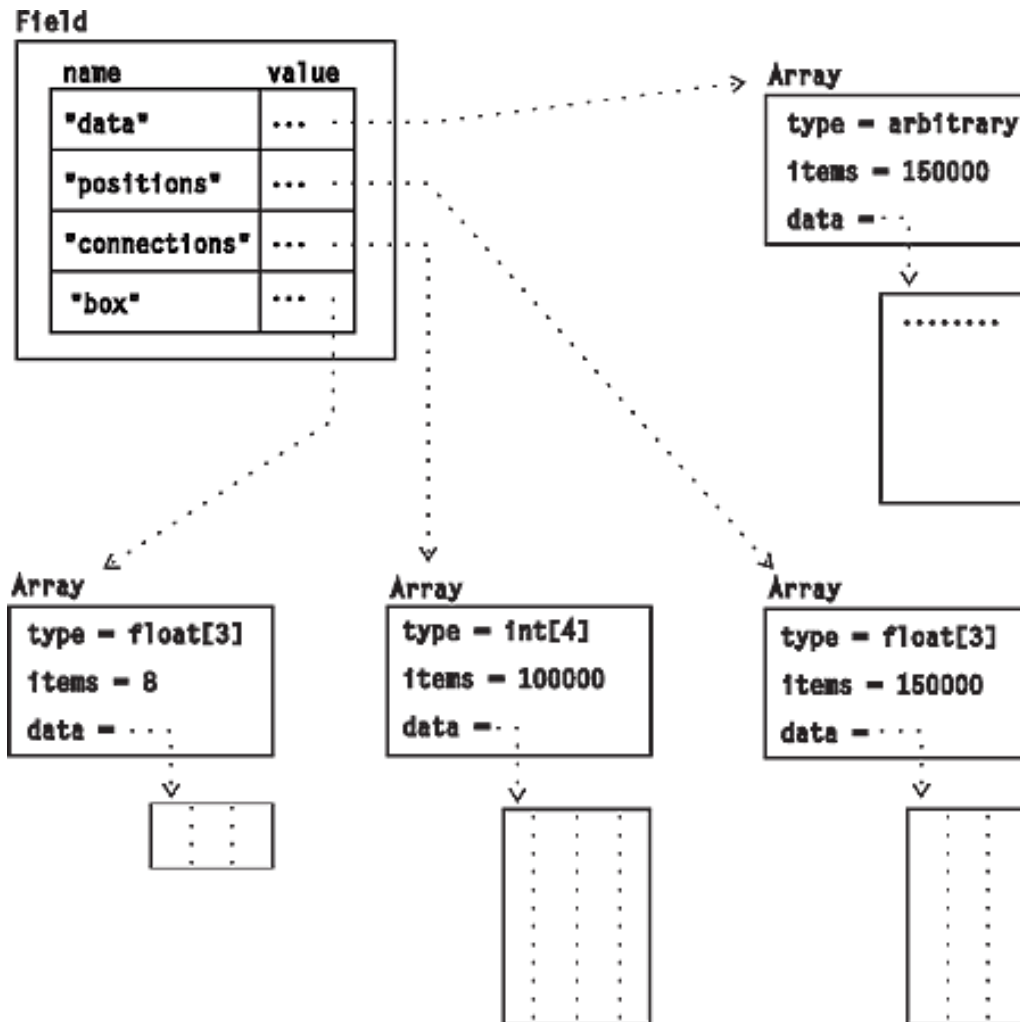 Field
name value
"data" ...
"positions" ...
"connections" ...
"box" ...
Array
type = arbitrary
items = 150000
data = ...
........
Array
type = float[3]
items = 8
data = ...
Array
type = int[4]
items = 100000
data = ...
Array
type = float[3]
items = 150000
data = ...